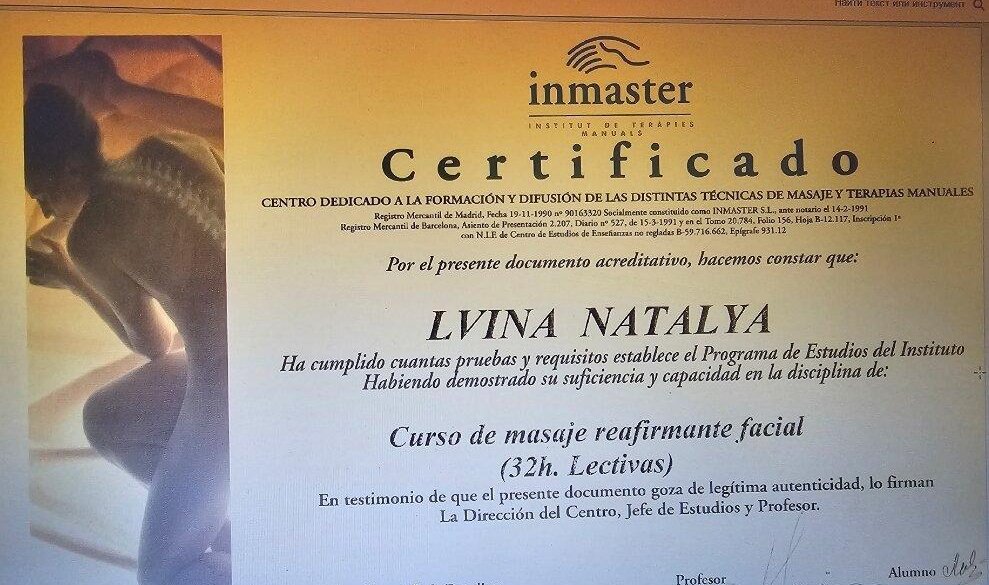 Найти текст или инструмент
inmaster
INSTITUT DE TERÀPIES
MANUALS
Certificado
CENTRO DEDICADO A LA FORMACIÓN Y DIFUSIÓN DE LAS DISTINTAS TÉCNICAS DE MASAJE Y TERAPIAS MANUALES
Registro Mercantil de Madrid, Fecha 19-11-1990 nº 90163320 Socialmente constituido como INMASTER S.L., ante notario el 14-2-1991
Registro Mercantil de Barcelona, Asiento de Presentación 2.207, Diario nº 527, de 15-3-1991 y en el Tomo 20.784, Folio 156, Hoja B-12.117, Inscripción 1ª
con N.I.F. de Centro de Estudios de Enseñanzas no regladas B-59.716.662, Epígrafe 931.12
Por el presente documento acreditativo, hacemos constar que:
LVINA NATALYA
Ha cumplido cuantas pruebas y requisitos establece el Programa de Estudios del Instituto
Habiendo demostrado su suficiencia y capacidad en la disciplina de:
Curso de masaje reafirmante facial
(32h. Lectivas)
En testimonio de que el presente documento goza de legítima autenticidad, lo firman
La Dirección del Centro, Jefe de Estudios y Profesor.
Profesor
Alumno